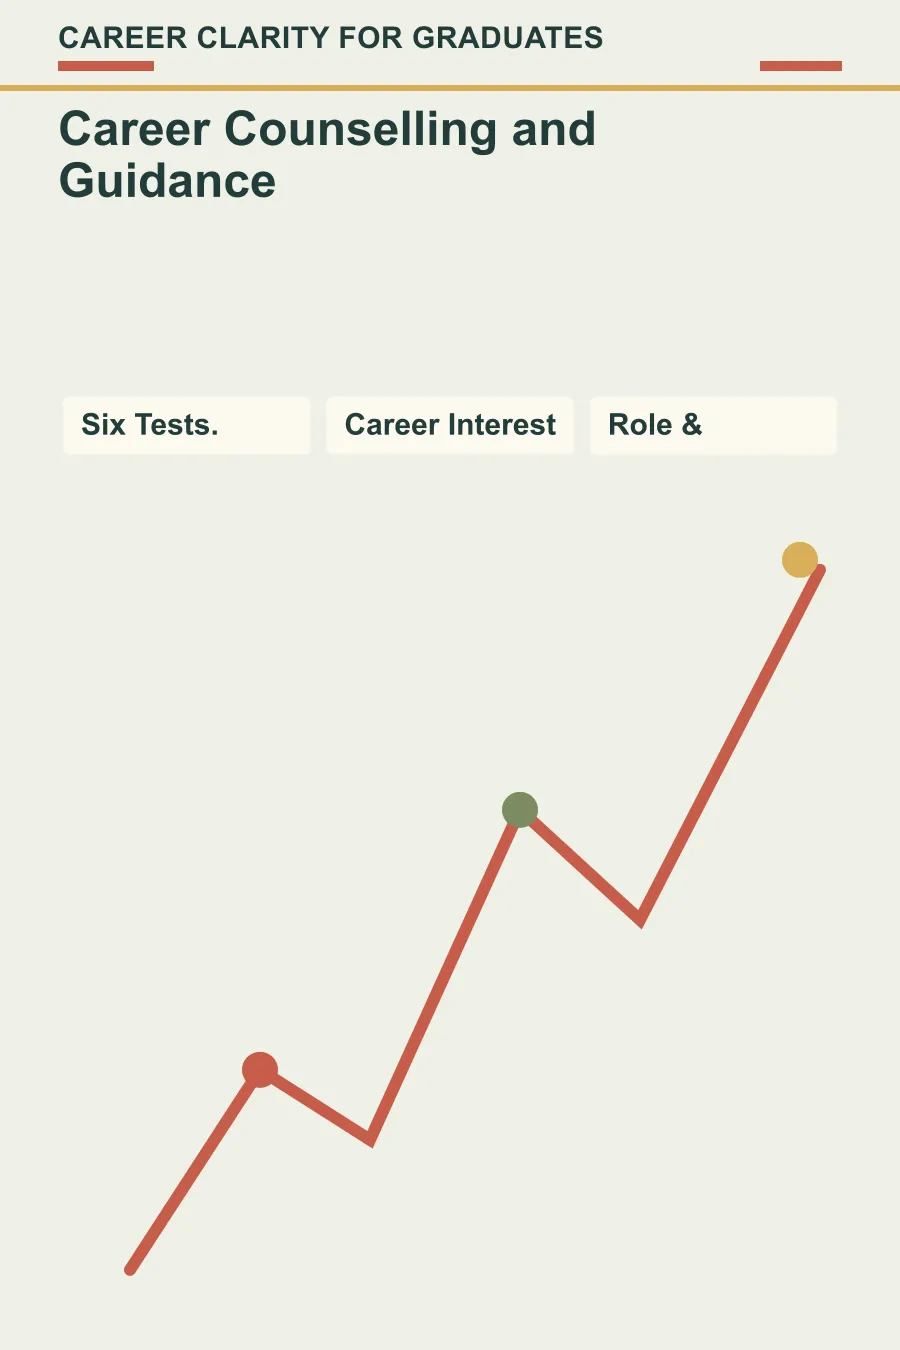 CAREER CLARITY FOR GRADUATES
Career Counselling and
Guidance
Six Tests.
Career Interest
Role &